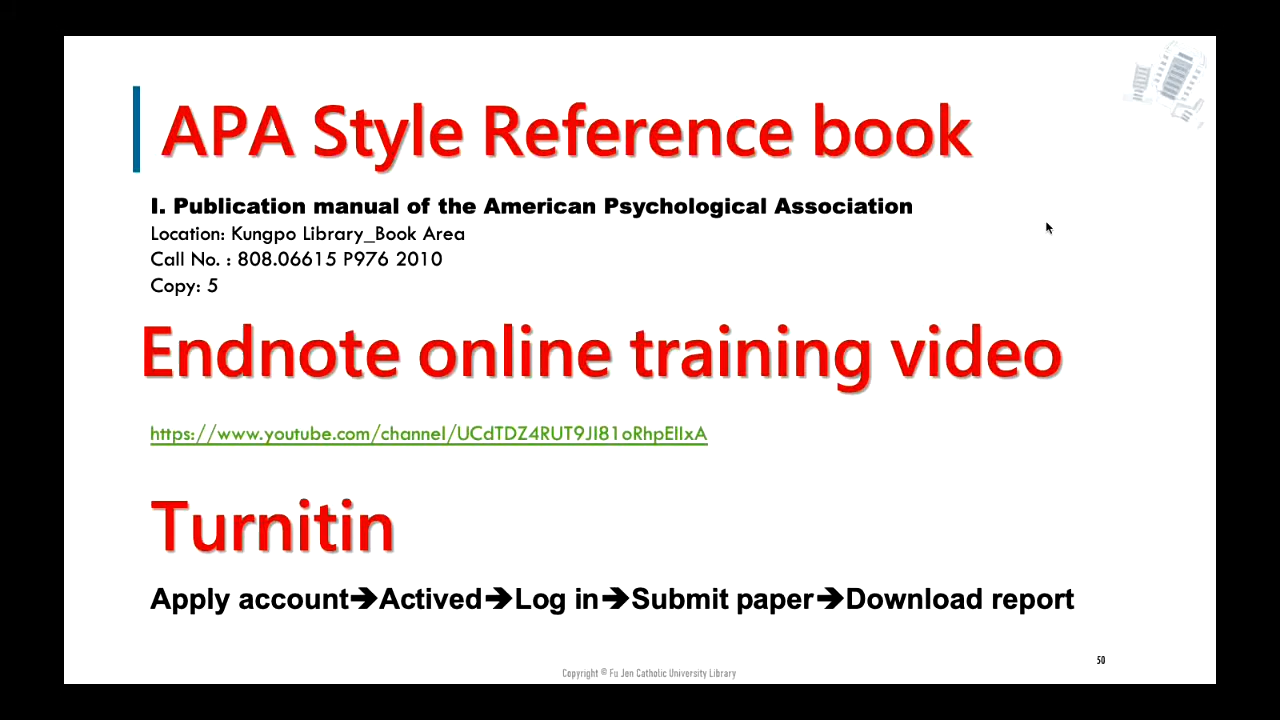 APA Style Reference book
I. Publication manual of the American Psychological Association
Location: Kungpo Library_Book Area
Call No. : 808.06615 P976 2010
Copy: 5
Endnote online training video
https://www.youtube.com/channel/UCdTDZ4RUT9JI81oRhpEIIxA
Turnitin
Apply account➔Actived➔Log in➔Submit paper➔Download report
50
Copyright © Fu Jen Catholic University Library